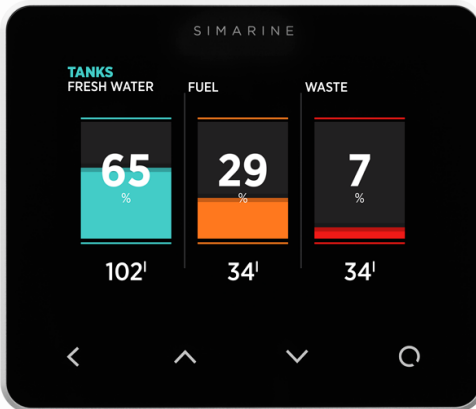 SIMARINE
TANKS
FRESH WATER
FUEL
WASTE
65
%
29
%
7
%
102l
34l
34l